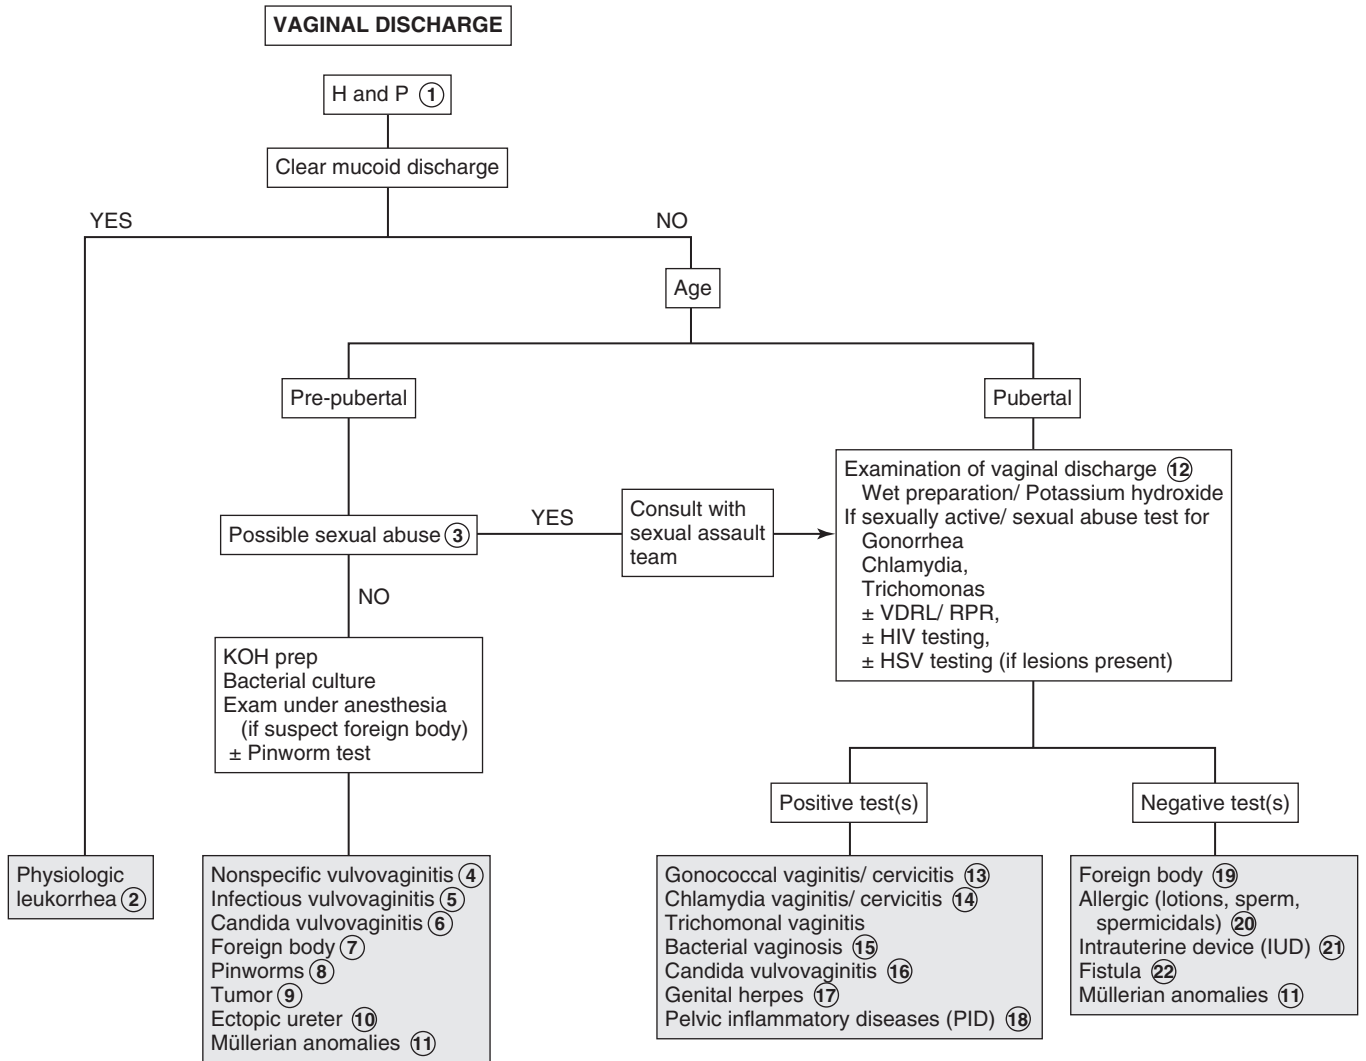 VAGINAL DISCHARGE
H and P 1
Clear mucoid discharge
YES
NO
Age
Pre-pubertal
Pubertal
Possible sexual abuse 3
YES
Consult with
sexual assault
team
Examination of vaginal discharge 12
Wet preparation/ Potassium hydroxide
If sexually active/ sexual abuse test for
Gonorrhea
Chlamydia,
Trichomonas
± VDRL/ RPR,
± HIV testing,
± HSV testing (if lesions present)
NO
KOH prep
Bacterial culture
Exam under anesthesia
(if suspect foreign body)
± Pinworm test
Positive test(s)
Negative test(s)
Physiologic
leukorrhea 2
Nonspecific vulvovaginitis 4
Infectious vulvovaginitis 5
Candida vulvovaginitis 6
Foreign body 7
Pinworms 8
Tumor 9
Ectopic ureter 10
Müllerian anomalies 11
Gonococcal vaginitis/ cervicitis 13
Chlamydia vaginitis/ cervicitis 14
Trichomonal vaginitis
Bacterial vaginosis 15
Candida vulvovaginitis 16
Genital herpes 17
Pelvic inflammatory diseases (PID) 18
Foreign body 19
Allergic (lotions, sperm,
spermicidals) 20
Intrauterine device (IUD) 21
Fistula 22
Müllerian anomalies 11